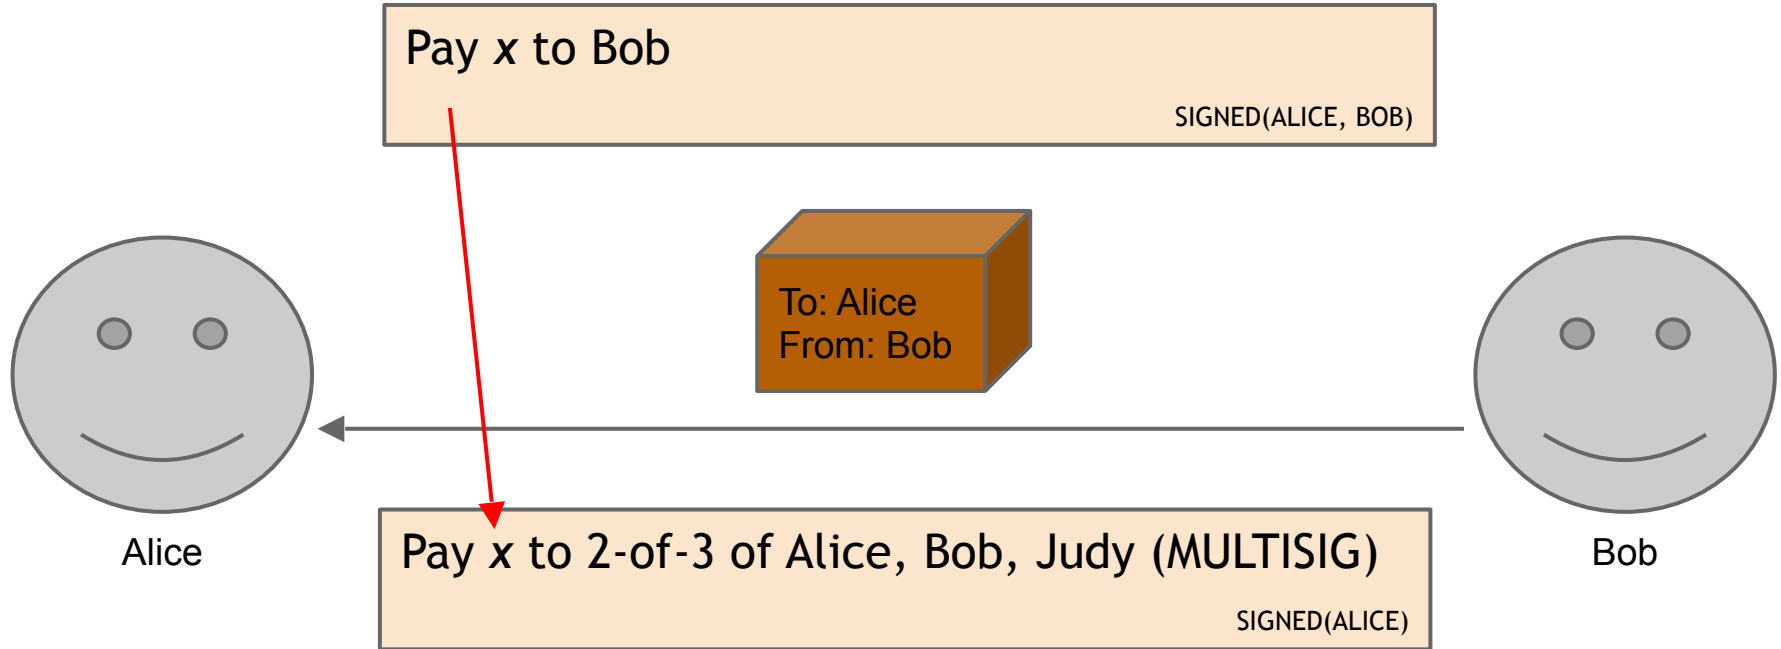 Pay x to Bob
SIGNED(ALICE, BOB)
To: Alice
From: Bob
Alice
Bob
Pay x to 2-of-3 of Alice, Bob, Judy (MULTISIG)
SIGNED(ALICE)